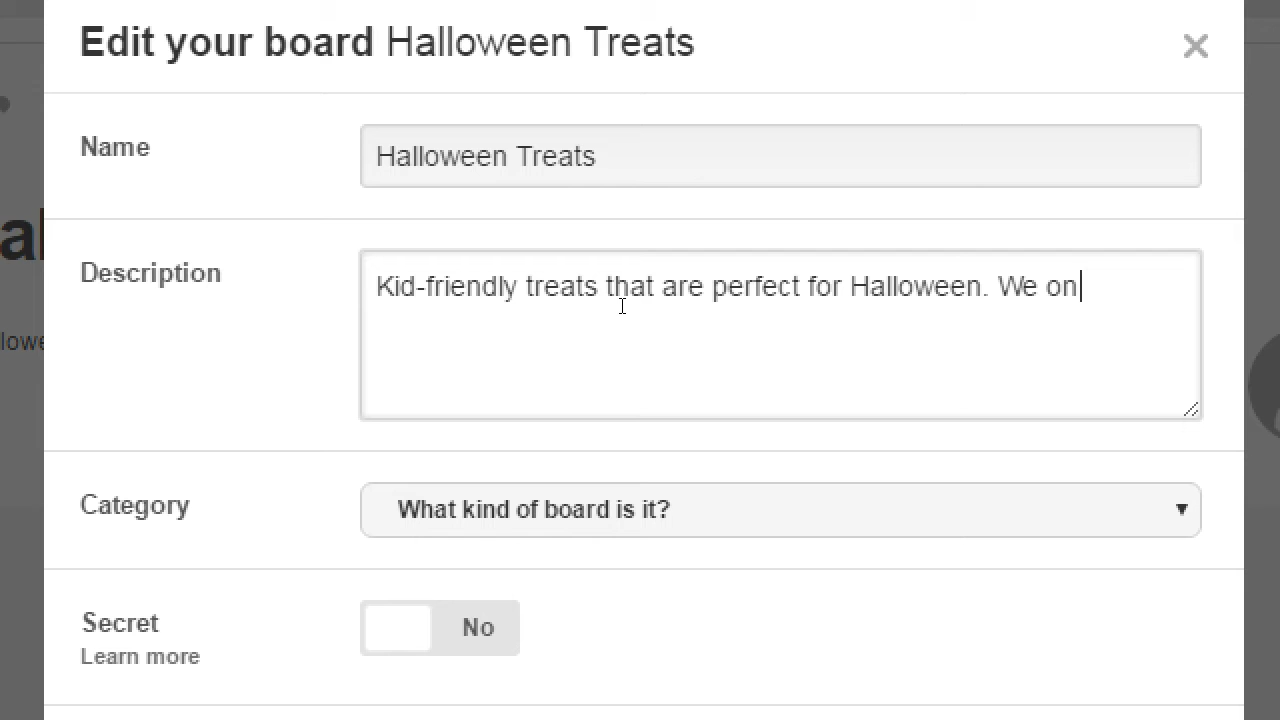 Edit your board Halloween Treats
Name
Halloween Treats
Description
Kid-friendly treats that are perfect for Halloween. We on
Category
What kind of board is it?
Secret
No
Learn more